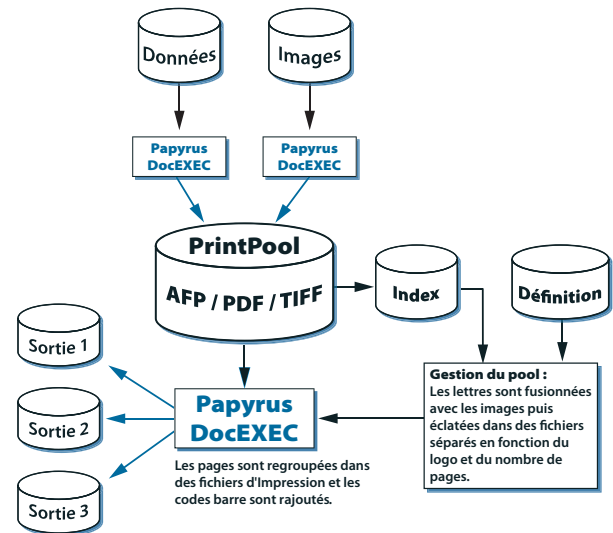 Données
Images
Papyrus
DocEXEC
Papyrus
DocEXEC
PrintPool
AFP / PDF / TIFF
Index
Définition
Sortie 1
Sortie 2
Sortie 3
Papyrus
DocEXEC
Les pages sont regroupées dans
des fichiers d'Impression et les
codes barre sont rajoutés.
Gestion du pool :
Les lettres sont fusionnées
avec les images puis
éclatées dans des fichiers
séparés en fonction du
logo et du nombre de
pages.